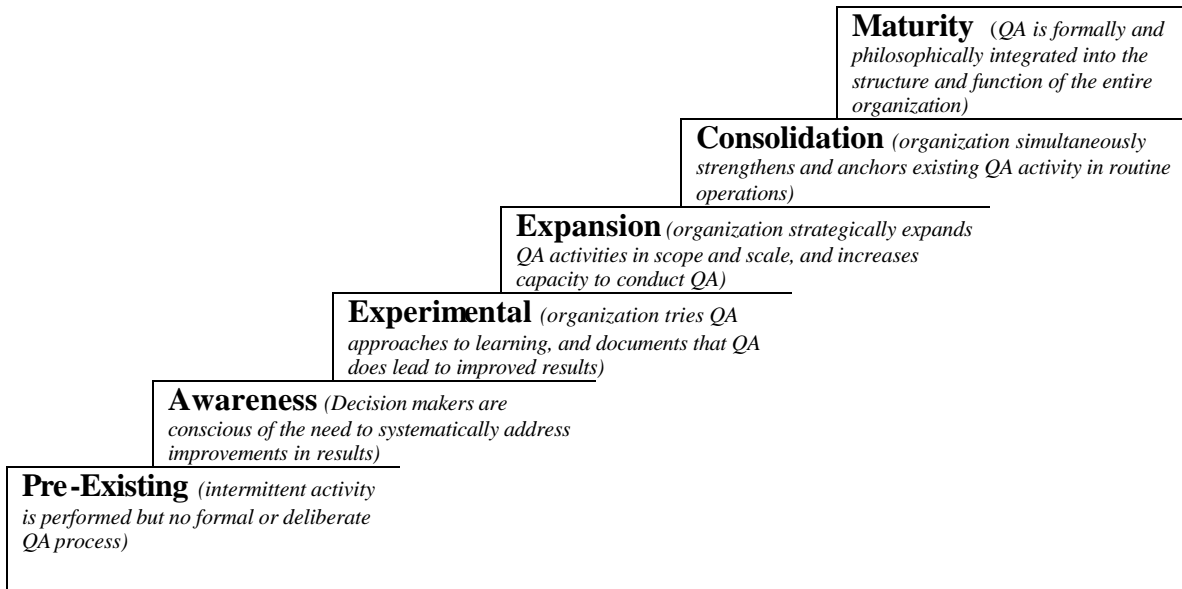 Maturity (QA is formally and
philosophically integrated into the
structure and function of the entire
organization)
Consolidation (organization simultaneously
strengthens and anchors existing QA activity in routine
operations)
Expansion (organization strategically expands
QA activities in scope and scale, and increases
capacity to conduct QA)
Experimental (organization tries QA
approaches to learning, and documents that QA
does lead to improved results)
Awareness (Decision makers are
conscious of the need to systematically address
improvements in results)
Pre-Existing (intermittent activity
is performed but no formal or deliberate
QA process)